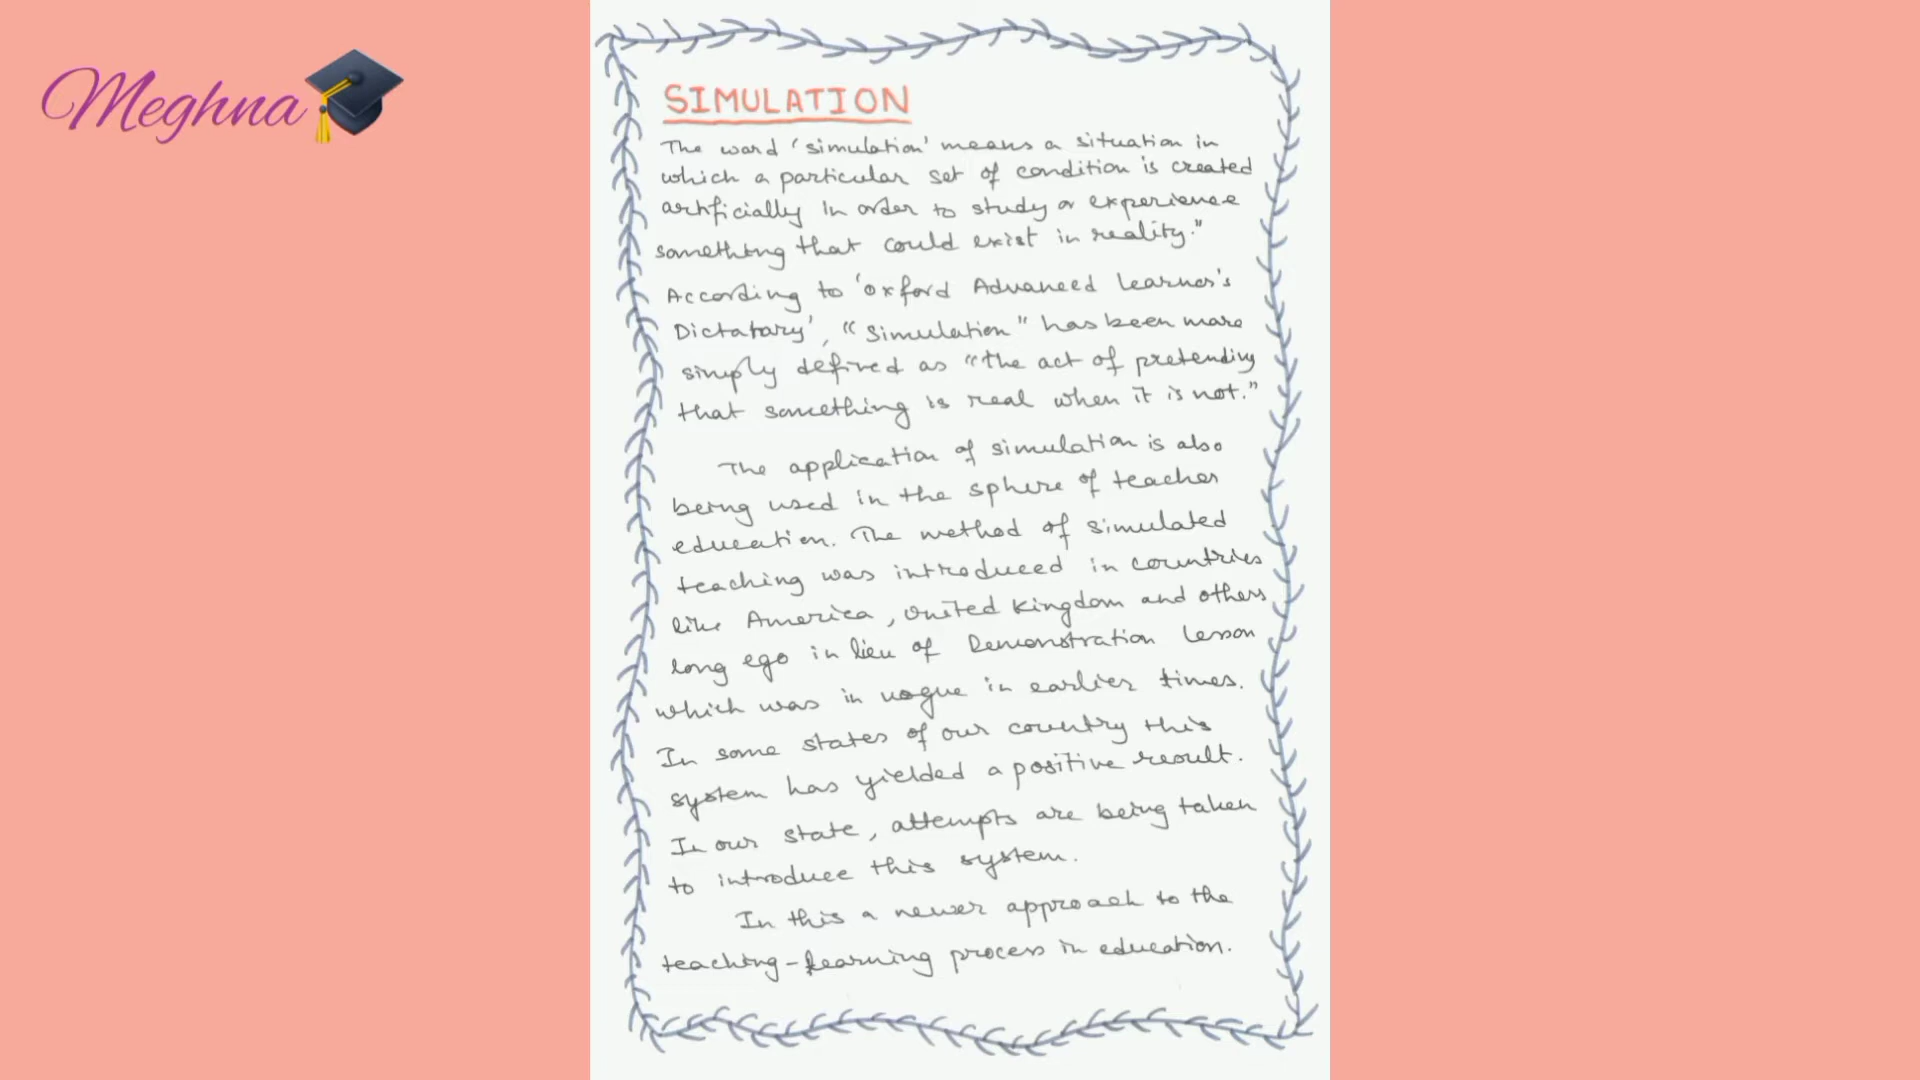 Meghna
SIMULATION
The word 'simulation' means a situation in
which a particular set of condition is created
artificially in order to study or experience
something that could exist in reality."
According to 'Oxford Advanced Learner's
Dictatary', "Simulation" has been more
simply defined as "the act of pretending
that something is real when it is not."
The application of simulation is also
being used in the sphere of teacher
education. The method of simulated
teaching was introduced in countries
like America, United Kingdom and others
long ego in lieu of Demonstration Lesson
which was in vogue in earlier times.
In some states of our country this
system has yielded a positive result.
In our state, attempts are being taken
to introduce this system.
In this a newer approach to the
teaching-learning process in education.